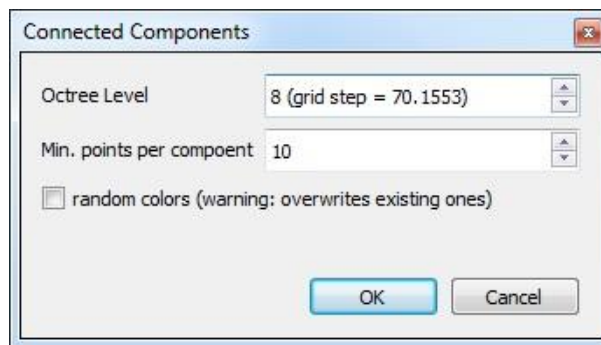 Connected Components
Octree Level 8 (grid step = 70.1553)
Min. points per compoent 10
random colors (warning: overwrites existing ones)
OK Cancel